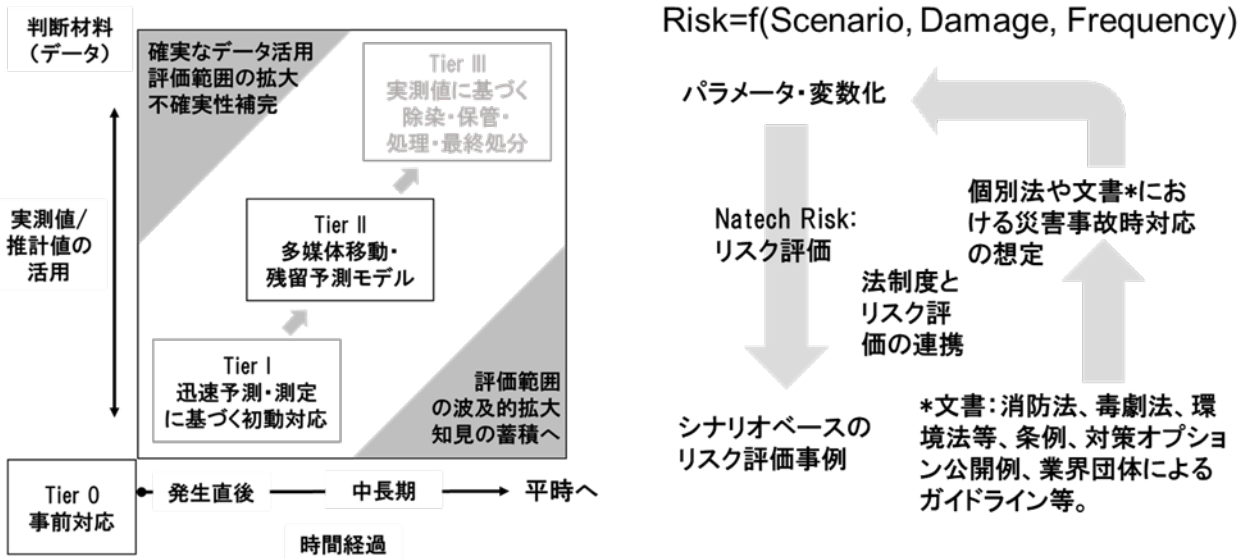 判断材料
（データ）
確実なデータ活用
評価範囲の拡大
不確実性補完
Tier Ⅲ
実測値に基づく
除染・保管・
処理・最終処分
実測値/
推計値の
活用
Tier Ⅱ
多媒体移動・
残留予測モデル
Tier Ⅰ
迅速予測・測定
に基づく初動対応
評価範囲
の波及的拡大
知見の蓄積へ
Tier 0
事前対応
発生直後
中長期
平時へ
時間経過
Risk=f(Scenario, Damage, Frequency)
パラメータ・変数化
個別法や文書*にお
ける災害事故時対応
の想定
Natech Risk:
リスク評価
法制度と
リスク評
価の連携
シナリオベースの
リスク評価事例
*文書：消防法、毒劇法、環
境法等、条例、対策オプショ
ン公開例、業界団体による
ガイドライン等。